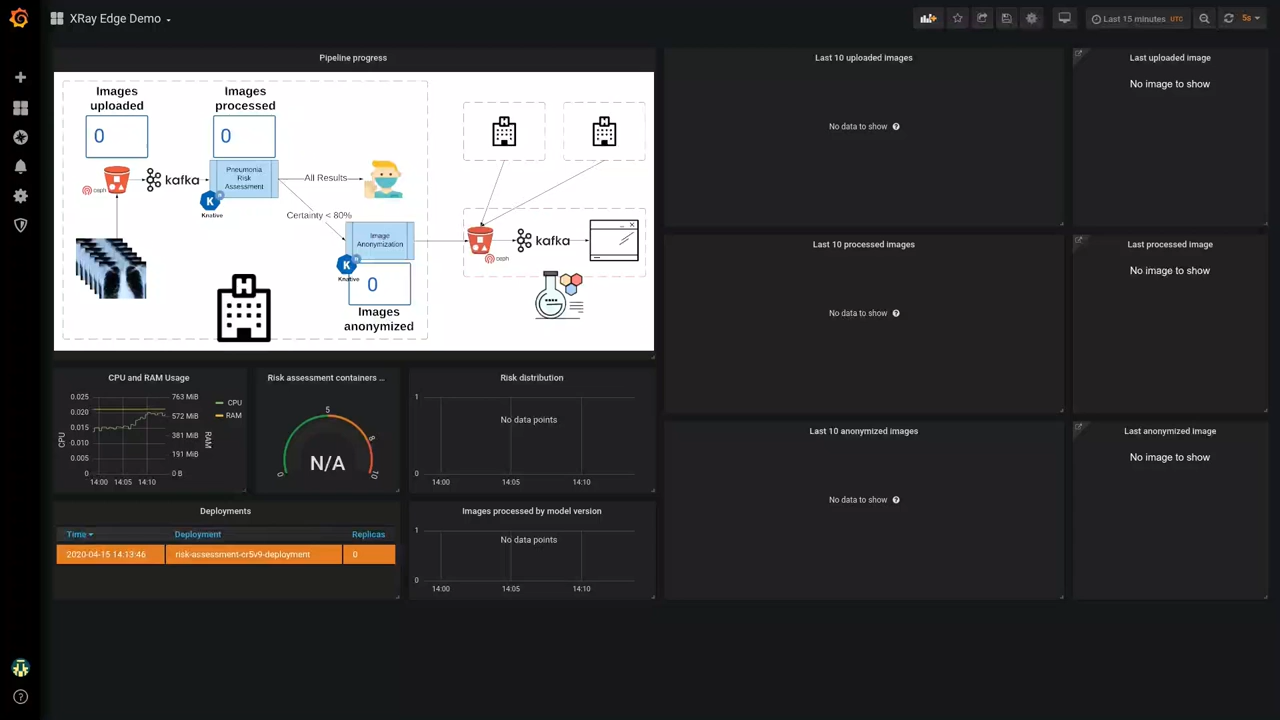 XRay Edge Demo
Last 15 minutes UTC
5s
Pipeline progress
Images
uploaded
0
Images
processed
0
ceph
kafka
Pneumonia
Risk
Assessment
Knative
All Results
Certainty < 80%
Image
Anonymization
Knative
0
Images
anonymized
ceph
kafka
Last 10 uploaded images
No data to show
Last uploaded image
No image to show
Last 10 processed images
No data to show
Last processed image
No image to show
Last 10 anonymized images
No data to show
Last anonymized image
No image to show
CPU and RAM Usage
0.025
0.020
0.015
0.010
0.005
0
CPU
763 MiB
572 MiB
381 MiB
191 MiB
0 B
RAM
14:00 14:05 14:10
CPU
RAM
Risk assessment containers ...
0
5
8
10
N/A
Risk distribution
1
No data points
0
14:00 14:05 14:10
Deployments
Time Deployment Replicas
2020-04-15 14:13:46 risk-assessment-cr5v9-deployment 0
Images processed by model version
1
No data points
0
14:00 14:05 14:10